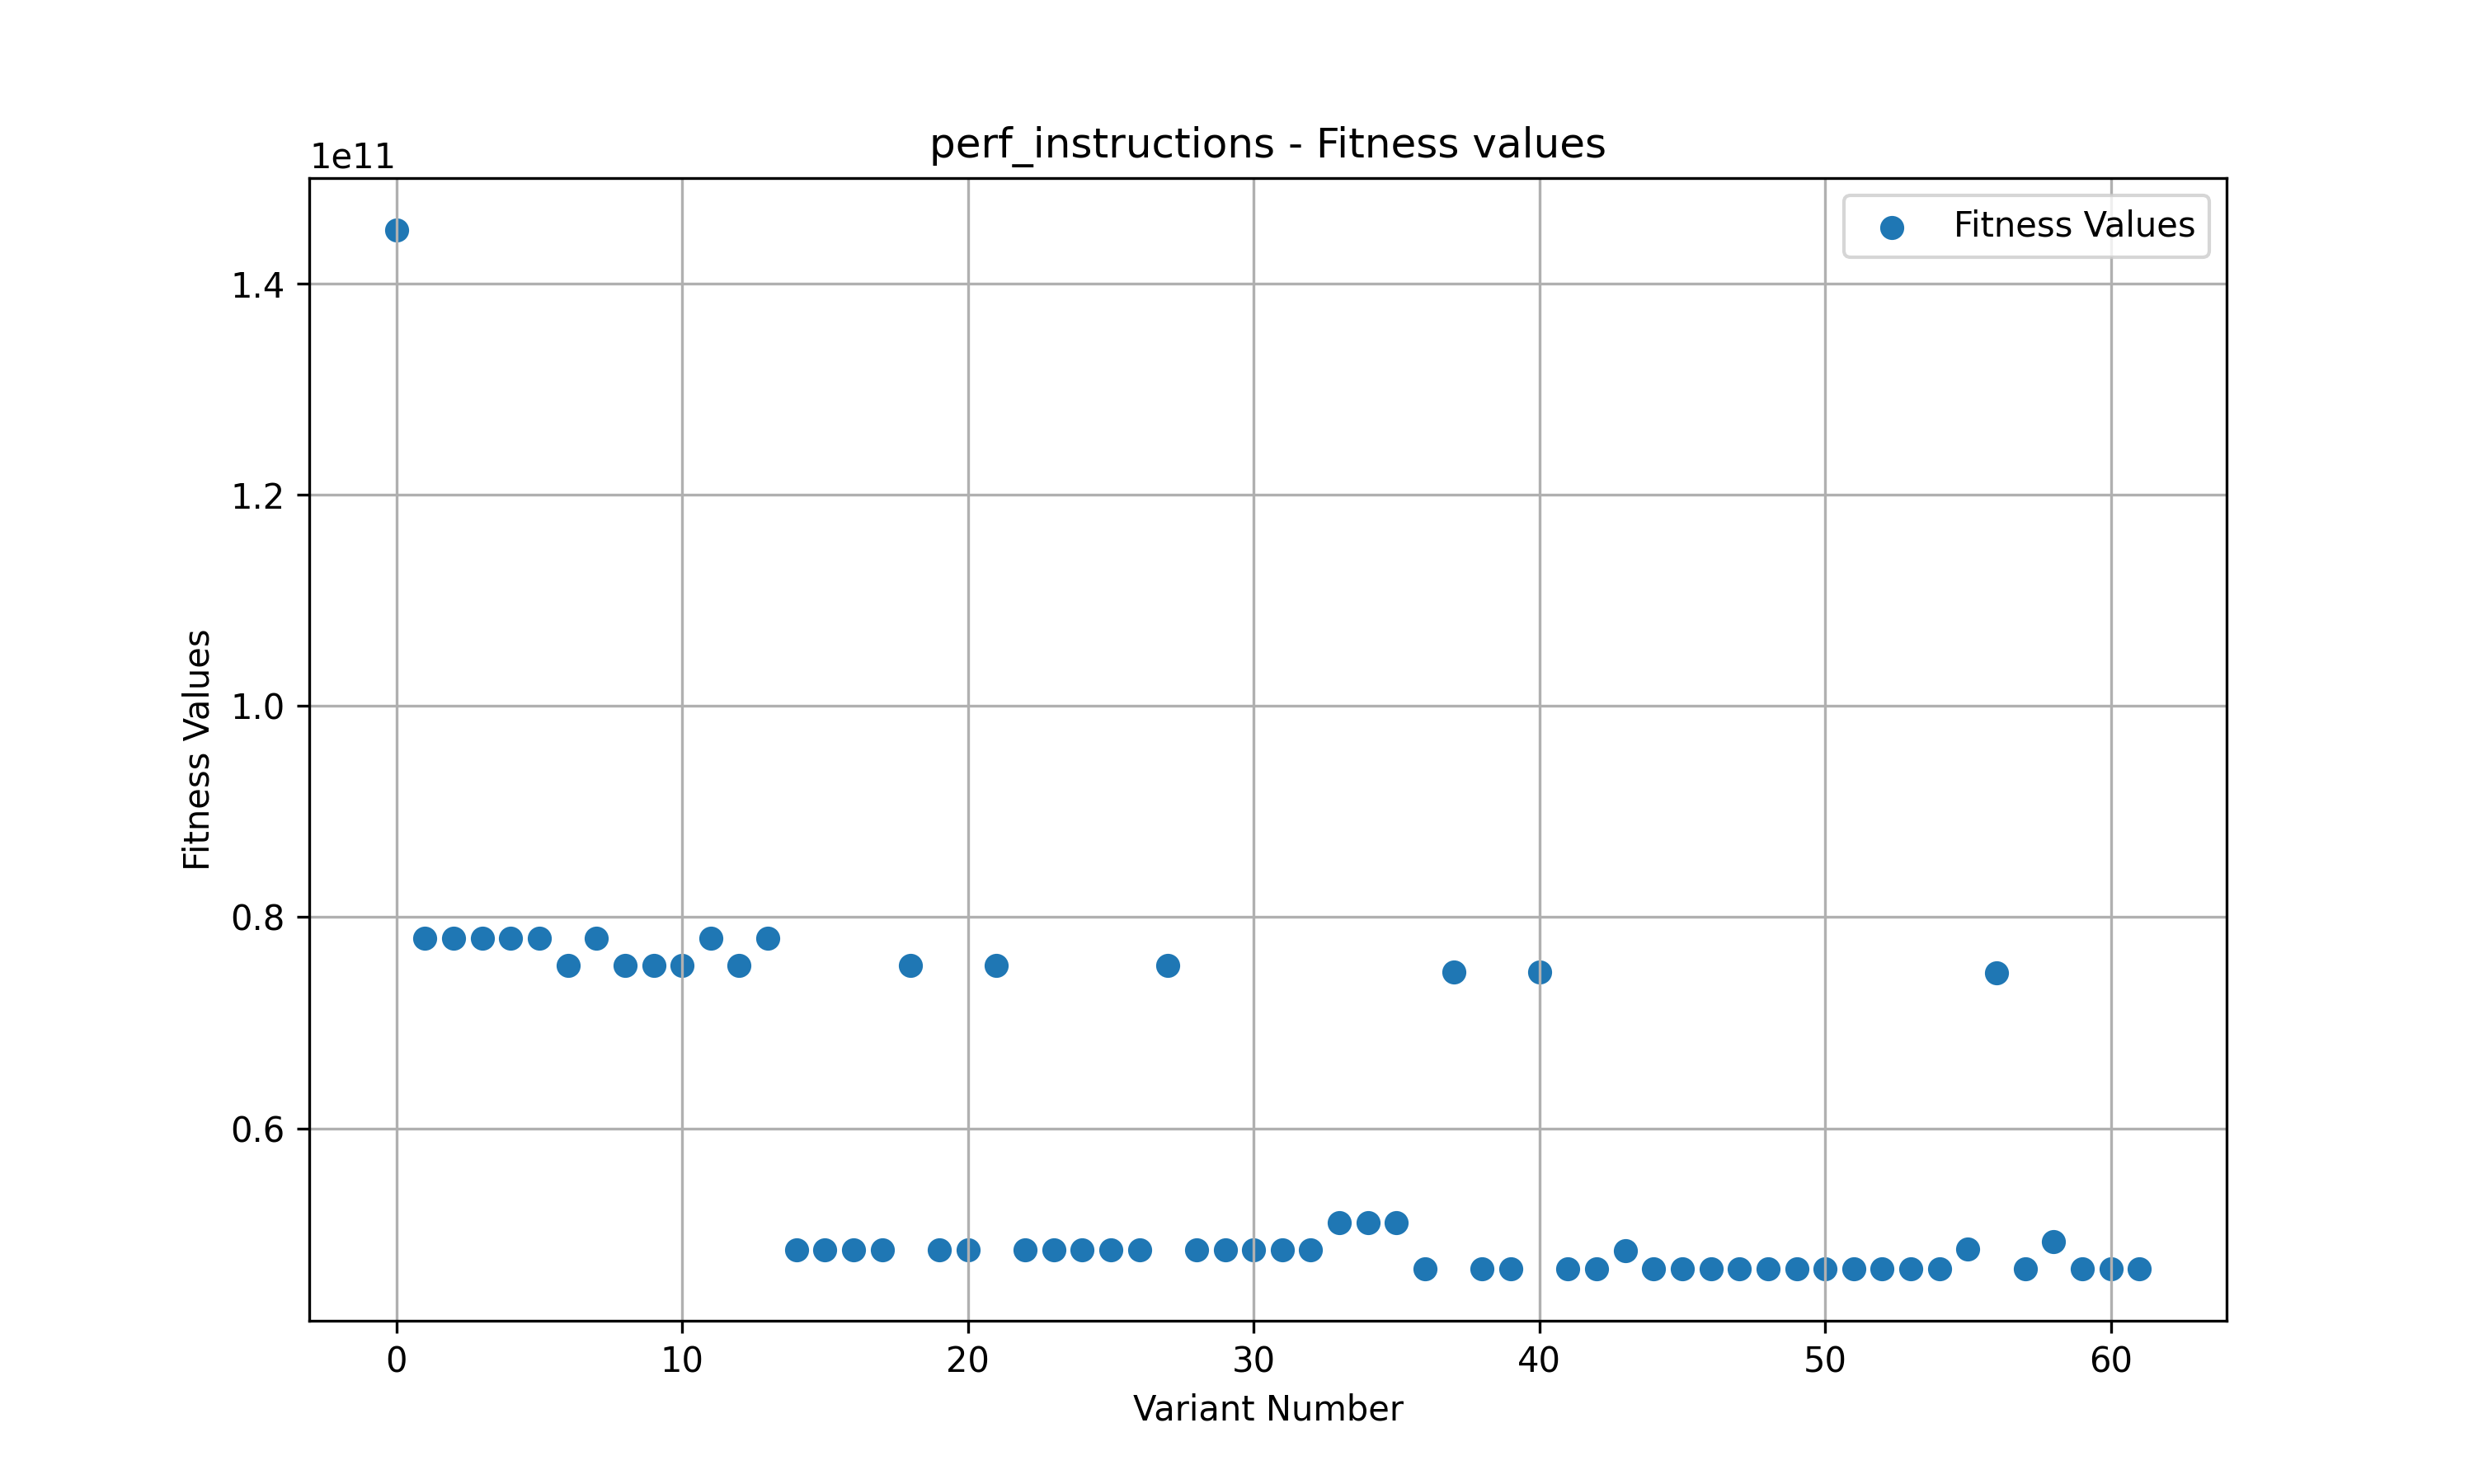 perf_instructions - Fitness values
1e11
Fitness Values
1.4
1.2
1.0
0.8
0.6
Fitness Values
0 10 20 30 40 50 60
Variant Number